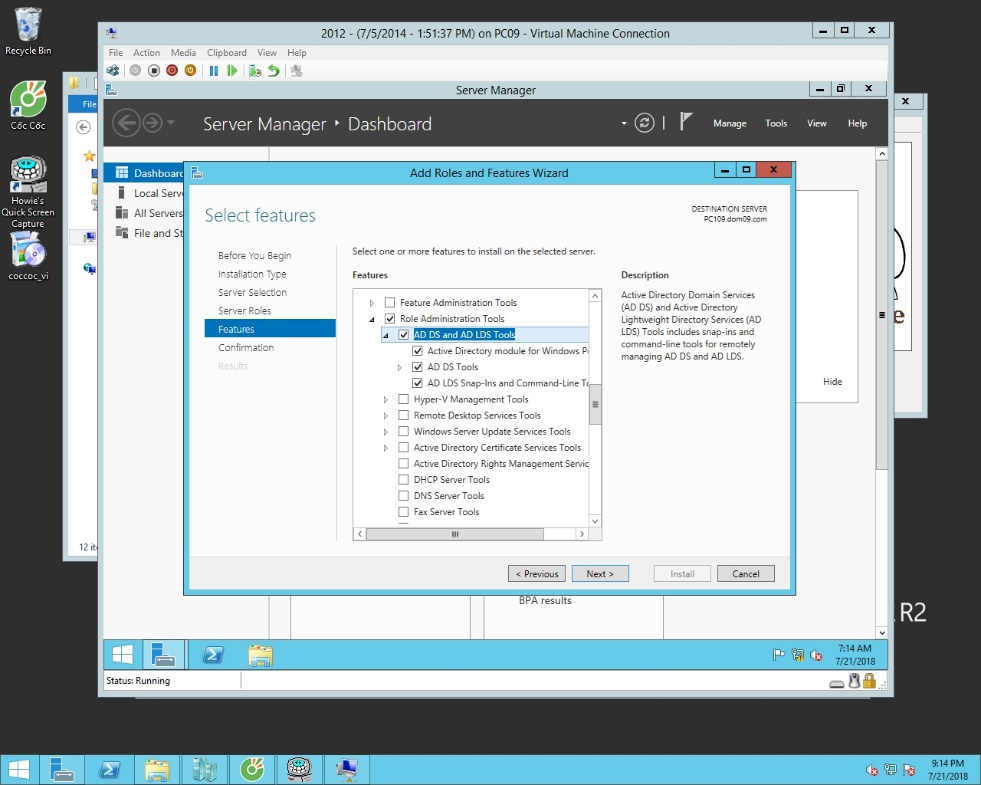 Recycle Bin
Cốc Cốc
Howie's
Quick Screen
Capture
coccoc_vi
2012 - (7/5/2014 - 1:51:37 PM) on PC09 - Virtual Machine Connection
File Action Media Clipboard View Help
Server Manager
File
Server Manager ‣ Dashboard
Manage Tools View Help
Dashboard
Local Serv
All Servers
File and St
12 it
Add Roles and Features Wizard
Select features
DESTINATION SERVER
PC109.dom09.com
Before You Begin
Installation Type
Server Selection
Server Roles
Features
Confirmation
Results
Select one or more features to install on the selected server.
Features
Feature Administration Tools
Role Administration Tools
AD DS and AD LDS Tools
Active Directory module for Windows P
AD DS Tools
AD LDS Snap-Ins and Command-Line T
Hyper-V Management Tools
Remote Desktop Services Tools
Windows Server Update Services Tools
Active Directory Certificate Services Tools
Active Directory Rights Management Servic
DHCP Server Tools
DNS Server Tools
Fax Server Tools
Description
Active Directory Domain Services
(AD DS) and Active Directory
Lightweight Directory Services (AD
LDS) Tools includes snap-ins and
command-line tools for remotely
managing AD DS and AD LDS.
Hide
< Previous
Next >
Install
Cancel
BPA results
R2
7:14 AM
7/21/2018
Status: Running
9:14 PM
7/21/2018